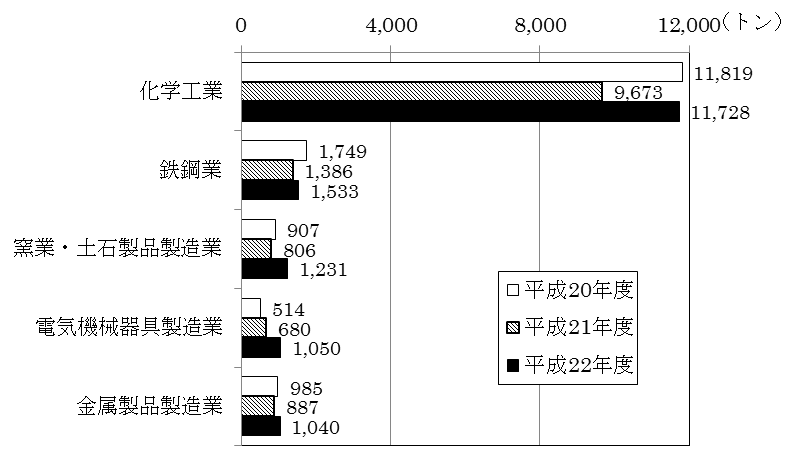 0 4,000 8,000 12,000 (トン)
化学工業
11,819
9,673
11,728
鉄鋼業
1,749
1,386
1,533
窯業・土石製品製造業
907
806
1,231
電気機械器具製造業
514
680
1,050
金属製品製造業
985
887
1,040
平成20年度
平成21年度
平成22年度